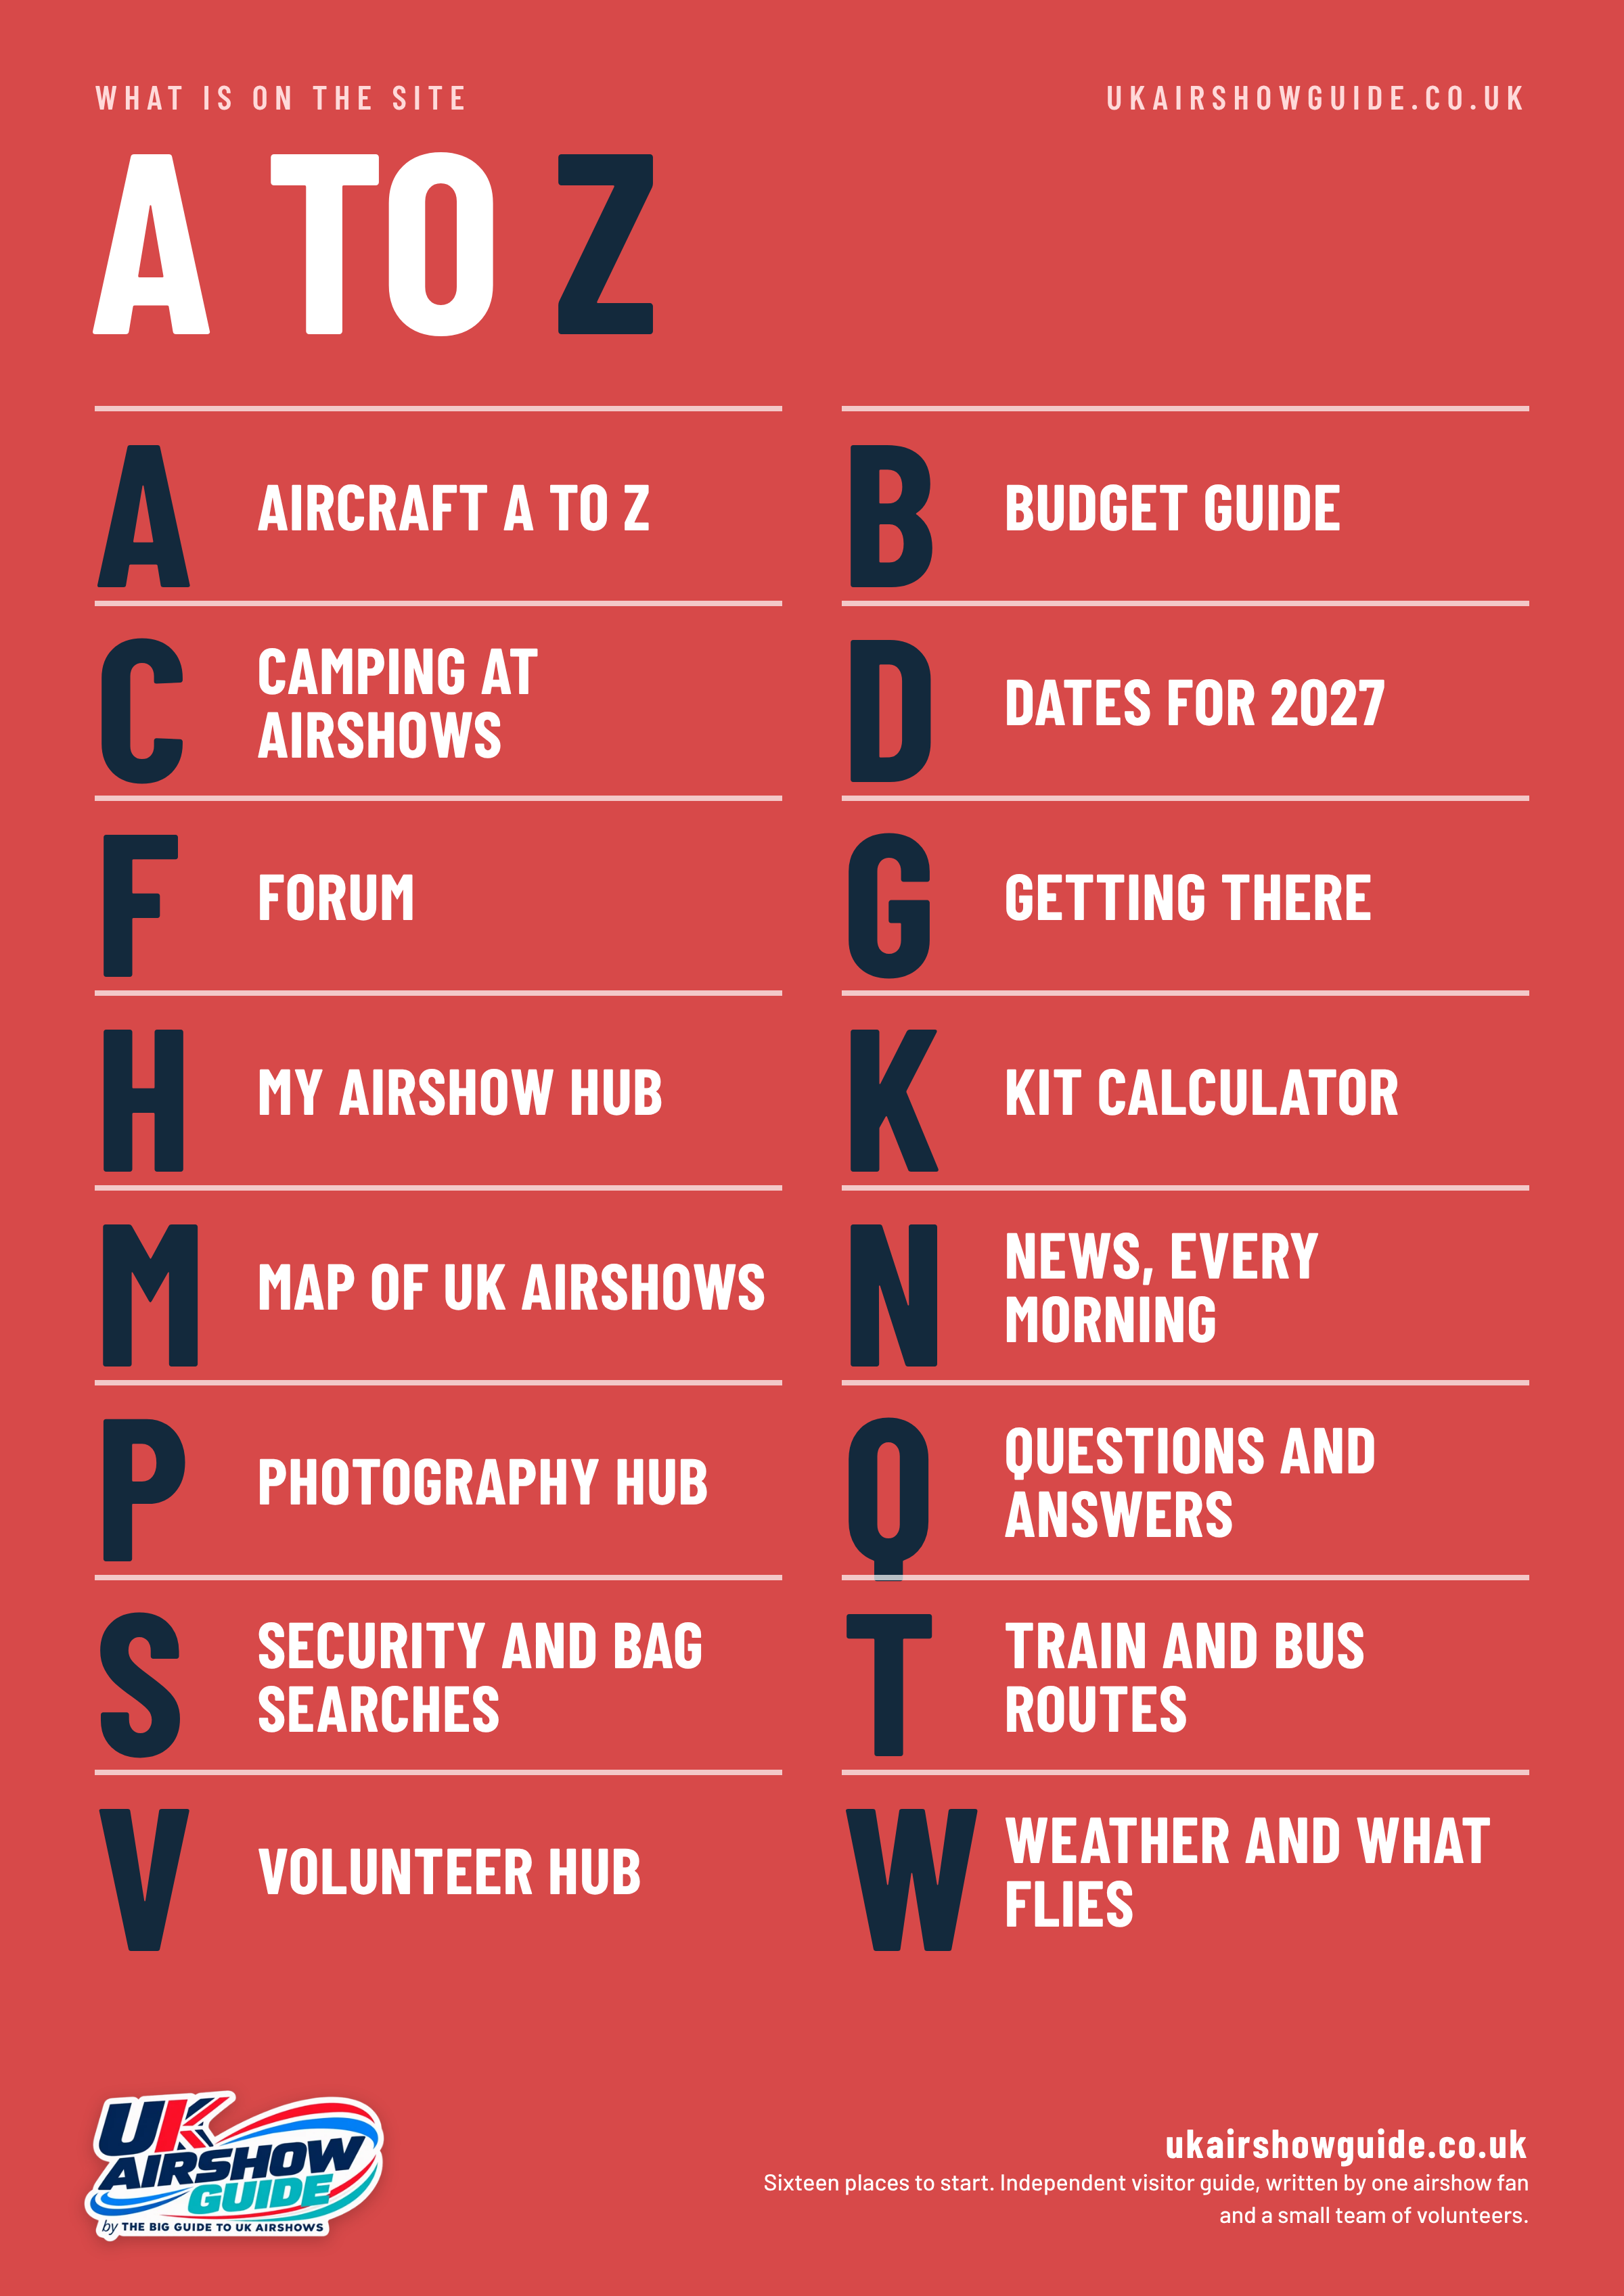 WHAT IS ON THE SITE
UKAIRSHOWGUIDE.CO.UK
A TO Z
A
AIRCRAFT A TO Z
B
BUDGET GUIDE
C
CAMPING AT
AIRSHOWS
D
DATES FOR 2027
F
FORUM
G
GETTING THERE
H
MY AIRSHOW HUB
K
KIT CALCULATOR
M
MAP OF UK AIRSHOWS
N
NEWS, EVERY
MORNING
P
PHOTOGRAPHY HUB
Q
QUESTIONS AND
ANSWERS
S
SECURITY AND BAG
SEARCHES
T
TRAIN AND BUS
ROUTES
V
VOLUNTEER HUB
W
WEATHER AND WHAT
FLIES
UK
AIRSHOW
GUIDE
by THE BIG GUIDE TO UK AIRSHOWS
ukairshowguide.co.uk
Sixteen places to start. Independent visitor guide, written by one airshow fan
and a small team of volunteers.